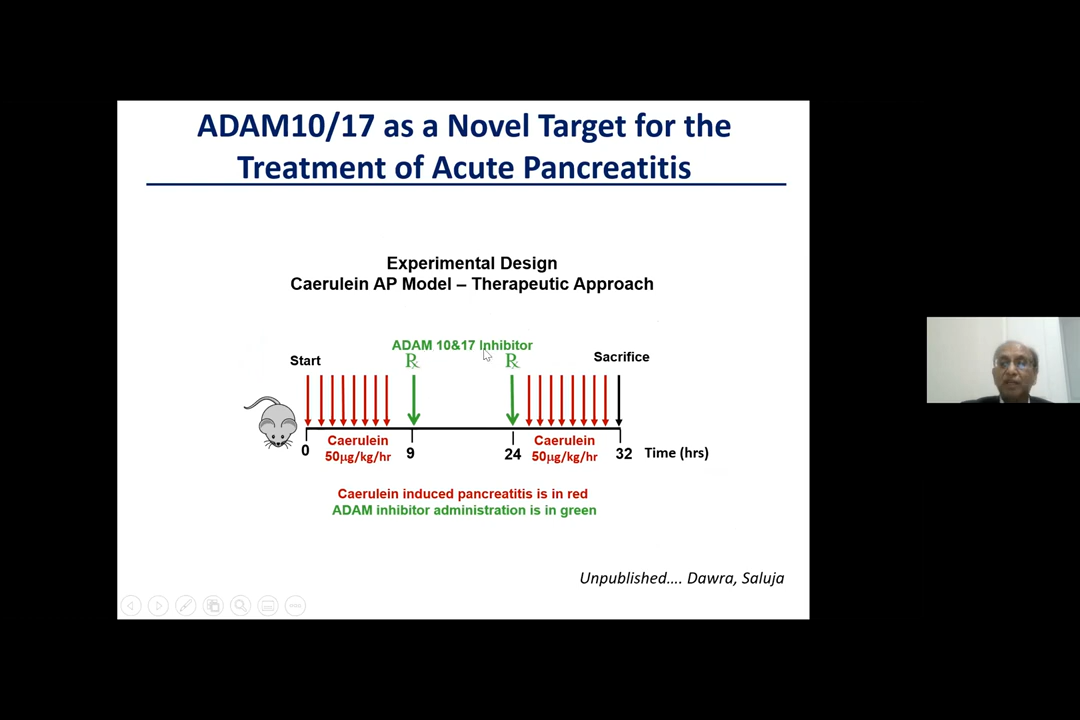 ADAM10/17 as a Novel Target for the
Treatment of Acute Pancreatitis
Experimental Design
Caerulein AP Model – Therapeutic Approach
ADAM 10&17 Inhibitor
Start
℞
℞
Sacrifice
0
Caerulein
50µg/kg/hr
9
24
Caerulein
50µg/kg/hr
32
Time (hrs)
Caerulein induced pancreatitis is in red
ADAM inhibitor administration is in green
Unpublished.... Dawra, Saluja